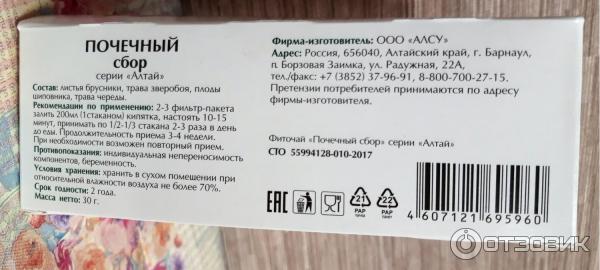 ПОЧЕЧНЫЙ
сбор
серии «Алтай»
Состав: листья брусники, трава зверобоя, плоды
шиповника, трава череды.
Рекомендации по применению: 2-3 фильтр-пакета
залить 200мл (1стаканом) кипятка, настоять 10-15
минут, принимать по 1/2-1/3 стакана 2-3 раза в день
до еды. Продолжительность приема 3-4 недели.
При необходимости возможен повторный прием.
Противопоказания: индивидуальная непереносимость
компонентов, беременность.
Условия хранения: хранить в сухом помещении при
относительности влажности воздуха не более 70%.
Срок годности: 2 года.
Масса нетто: 30 г.
Фирма-изготовитель: ООО «АЛСУ»
Адрес: Россия, 656040, Алтайский край, г. Барнаул,
п. Борзовая Заимка, ул. Радужная, 22А,
тел./факс: +7 (3852) 37-96-91, 8-800-700-27-15.
Претензии потребителей принимаются по адресу
фирмы-изготовителя.
Фиточай «Почечный сбор» серии «Алтай»
СТО 55994128-010-2017
EAC
21 PAP
22 PAP
4 607121 695960
ОТЗОВИК